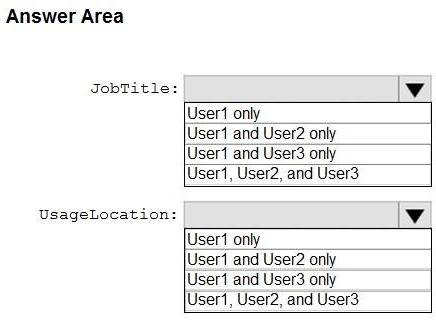 Answer Area
JobTitle:
User1 only
User1 and User2 only
User1 and User3 only
User1, User2, and User3
UsageLocation:
User1 only
User1 and User2 only
User1 and User3 only
User1, User2, and User3